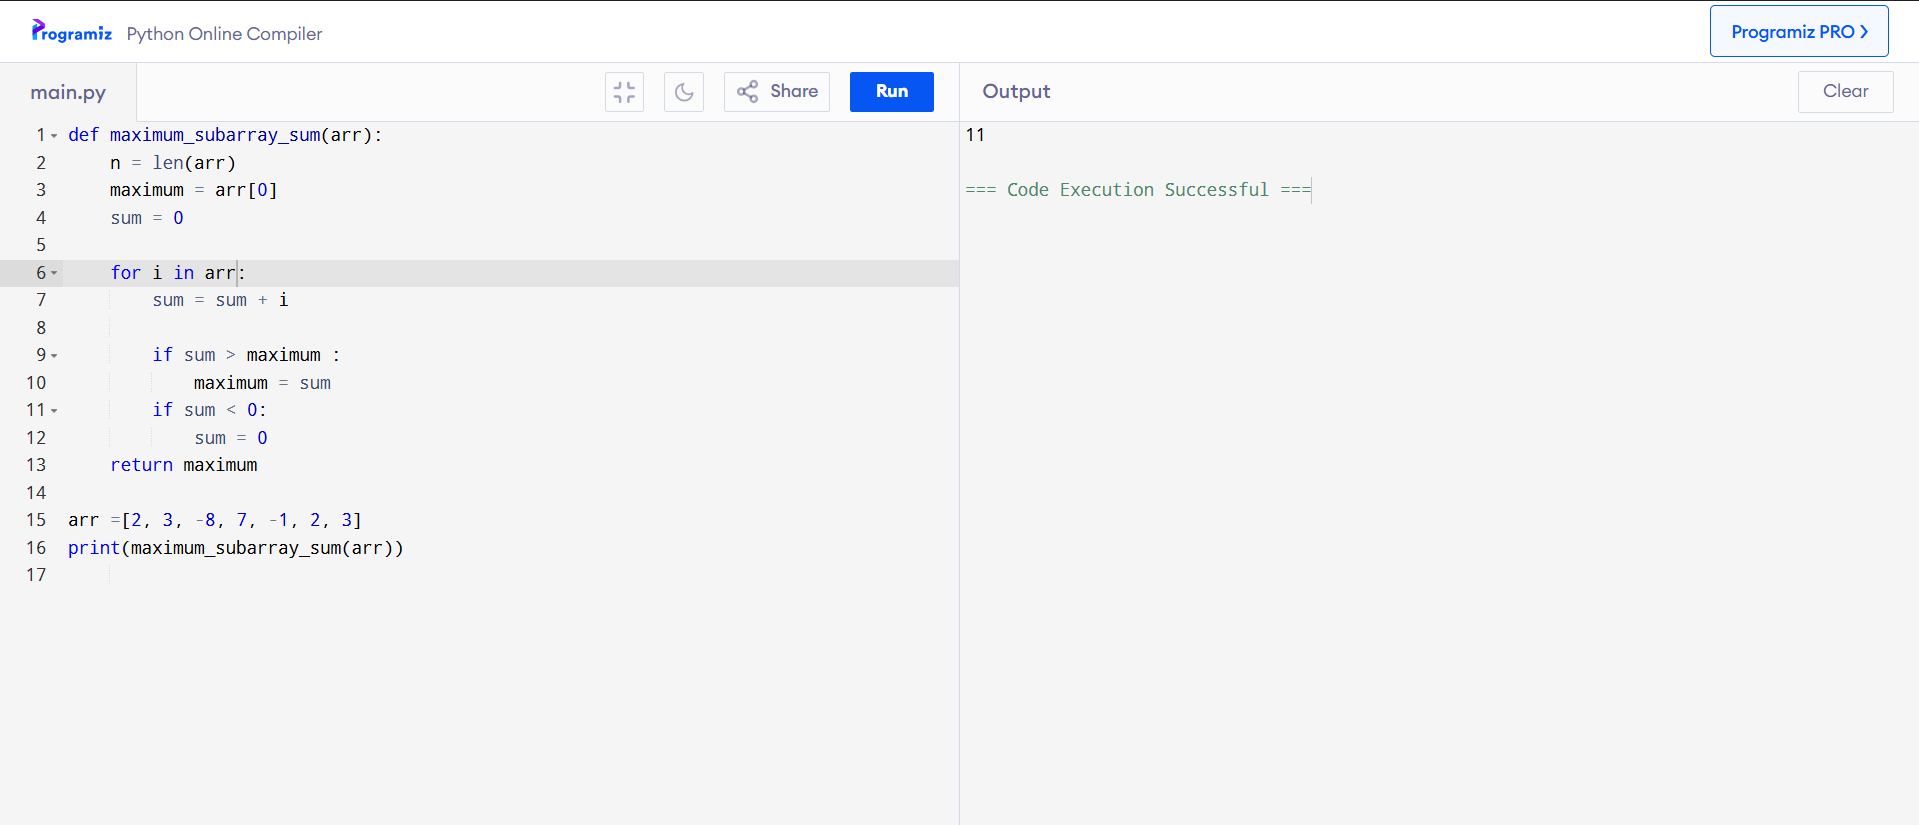 Programiz Python Online Compiler
Programiz PRO
main.py
Share
Run
Output
Clear
1 def maximum_subarray_sum(arr):
2     n = len(arr)
3     maximum = arr[0]
4     sum = 0
5
6     for i in arr:
7         sum = sum + i
8
9         if sum > maximum :
10             maximum = sum
11         if sum < 0:
12             sum = 0
13     return maximum
14
15 arr =[2, 3, -8, 7, -1, 2, 3]
16 print(maximum_subarray_sum(arr))
17
11
=== Code Execution Successful ===